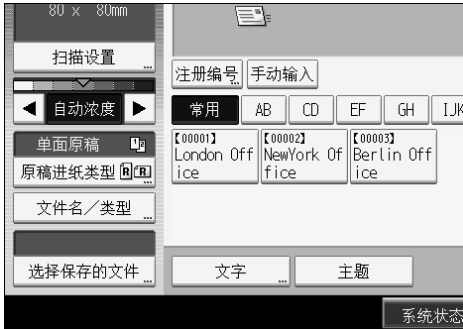 80 × 80mm
扫描设置
注册编号 手动输入
自动浓度
常用 AB CD EF GH IJK
单面原稿
【00001】
London Off
ice
【00002】
NewYork Of
fice
【00003】
Berlin Off
ice
原稿进纸类型
文件名／类型
选择保存的文件
文字 主题
系统状态